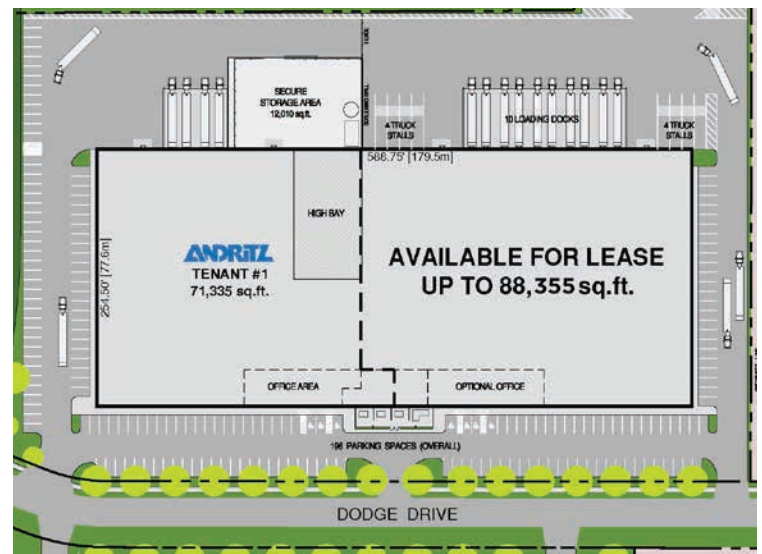 SECURE
STORAGE AREA
12,010 sq.ft.
4 TRUCK
STALLS
10 LOADING DOCKS
4 TRUCK
STALLS
586.75' [179.5m]
HIGH BAY
254.50' [77.6m]
ANDRITZ
TENANT #1
71,335 sq.ft.
AVAILABLE FOR LEASE
UP TO 88,355 sq.ft.
OFFICE AREA
OPTIONAL OFFICE
196 PARKING SPACES (OVERALL)
DODGE DRIVE